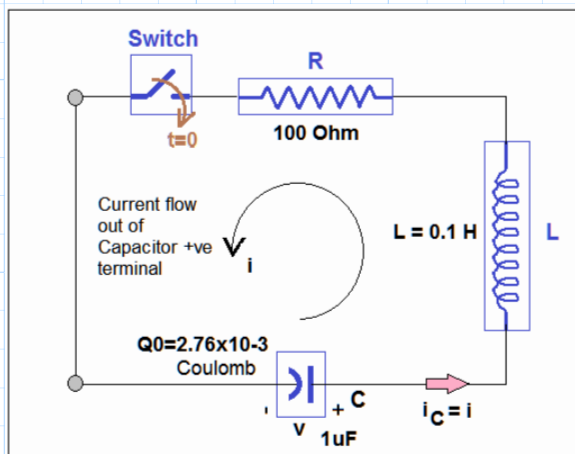 Switch
R
t=0
100 Ohm
Current flow
out of
Capacitor +ve
terminal
i
L = 0.1 H
L
Q0=2.76x10-3
Coulomb
- + C
v
1uF
iC = i